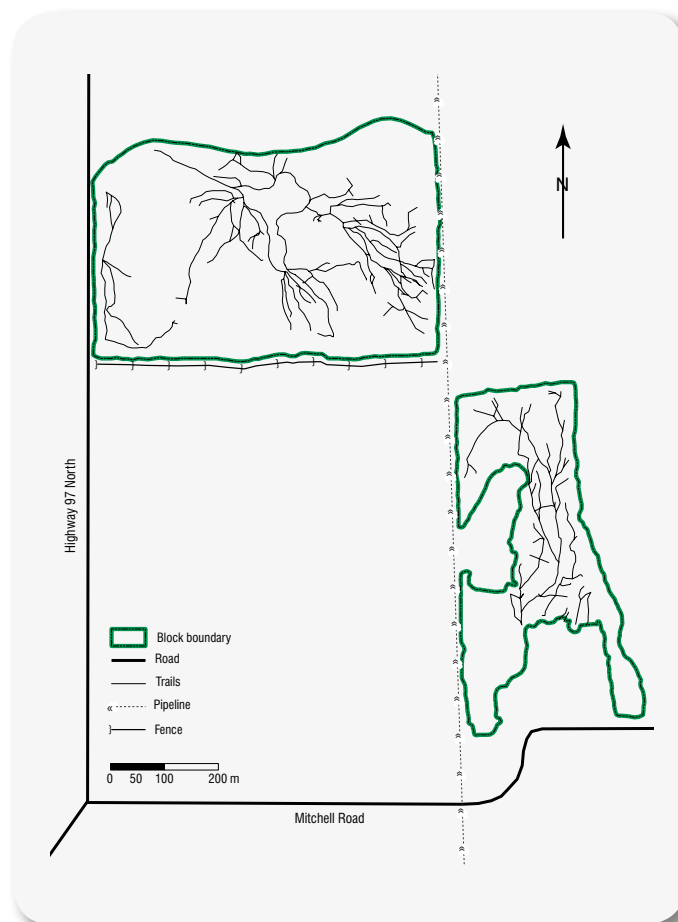 N
Highway 97 North
Block boundary
Road
Trails
Pipeline
Fence
0 50 100 200 m
Mitchell Road